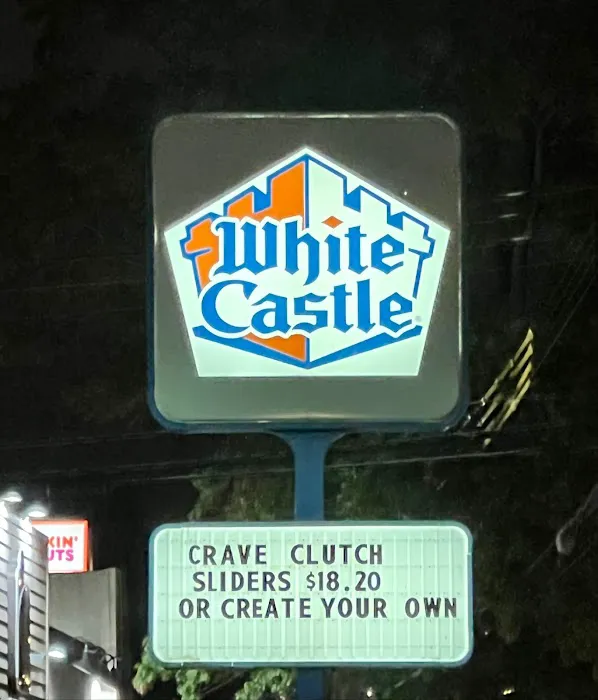 White
Castle
KIN'
UTS
CRAVE CLUTCH
SLIDERS $18.20
OR CREATE YOUR OWN